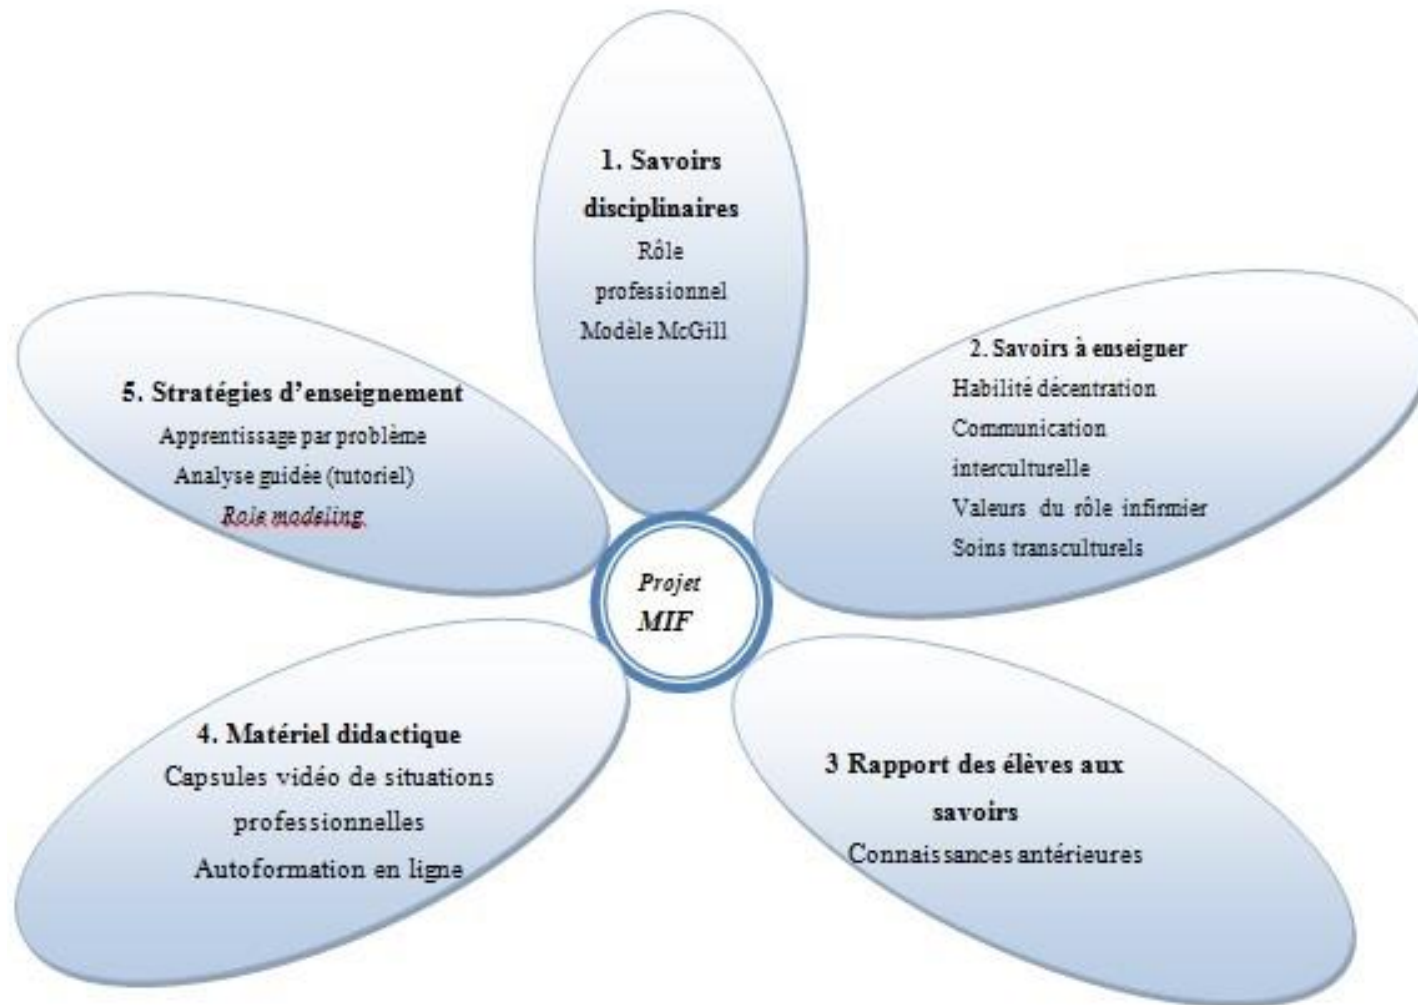 1. Savoirs
disciplinaires
Rôle
professionnel
Modèle McGill
2. Savoirs à enseigner
Habilité décentration
Communication
interculturelle
Valeurs du rôle infirmier
Soins transculturels
3 Rapport des élèves aux
savoirs
Connaissances antérieures
4. Matériel didactique
Capsules vidéo de situations
professionnelles
Autoformation en ligne
5. Stratégies d’enseignement
Apprentissage par problème
Analyse guidée (tutoriel)
Role modeling
Projet
MIF